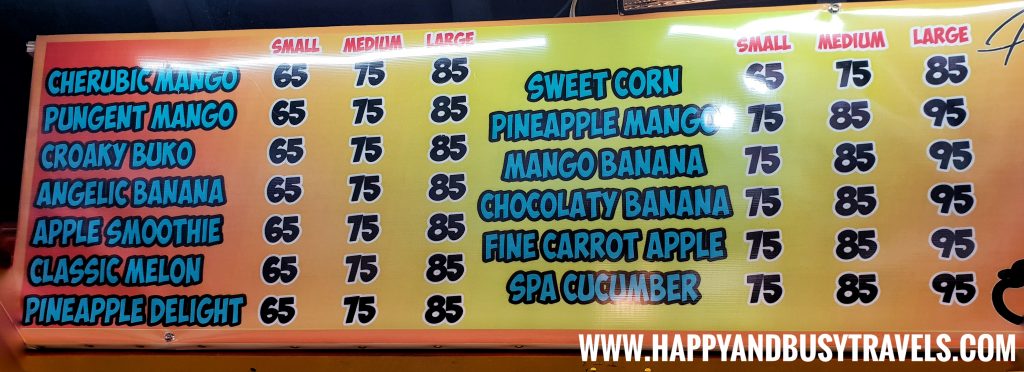 SMALL MEDIUM LARGE
CHERUBIC MANGO 65 75 85
PUNGENT MANGO 65 75 85
CROAKY BUKO 65 75 85
ANGELIC BANANA 65 75 85
APPLE SMOOTHIE 65 75 85
CLASSIC MELON 65 75 85
PINEAPPLE DELIGHT 65 75 85
SMALL MEDIUM LARGE
SWEET CORN 65 75 85
PINEAPPLE MANGO 75 85 95
MANGO BANANA 75 85 95
CHOCOLATY BANANA 75 85 95
FINE CARROT APPLE 75 85 95
SPA CUCUMBER 75 85 95
WWW.HAPPYANDBUSYTRAVELS.COM